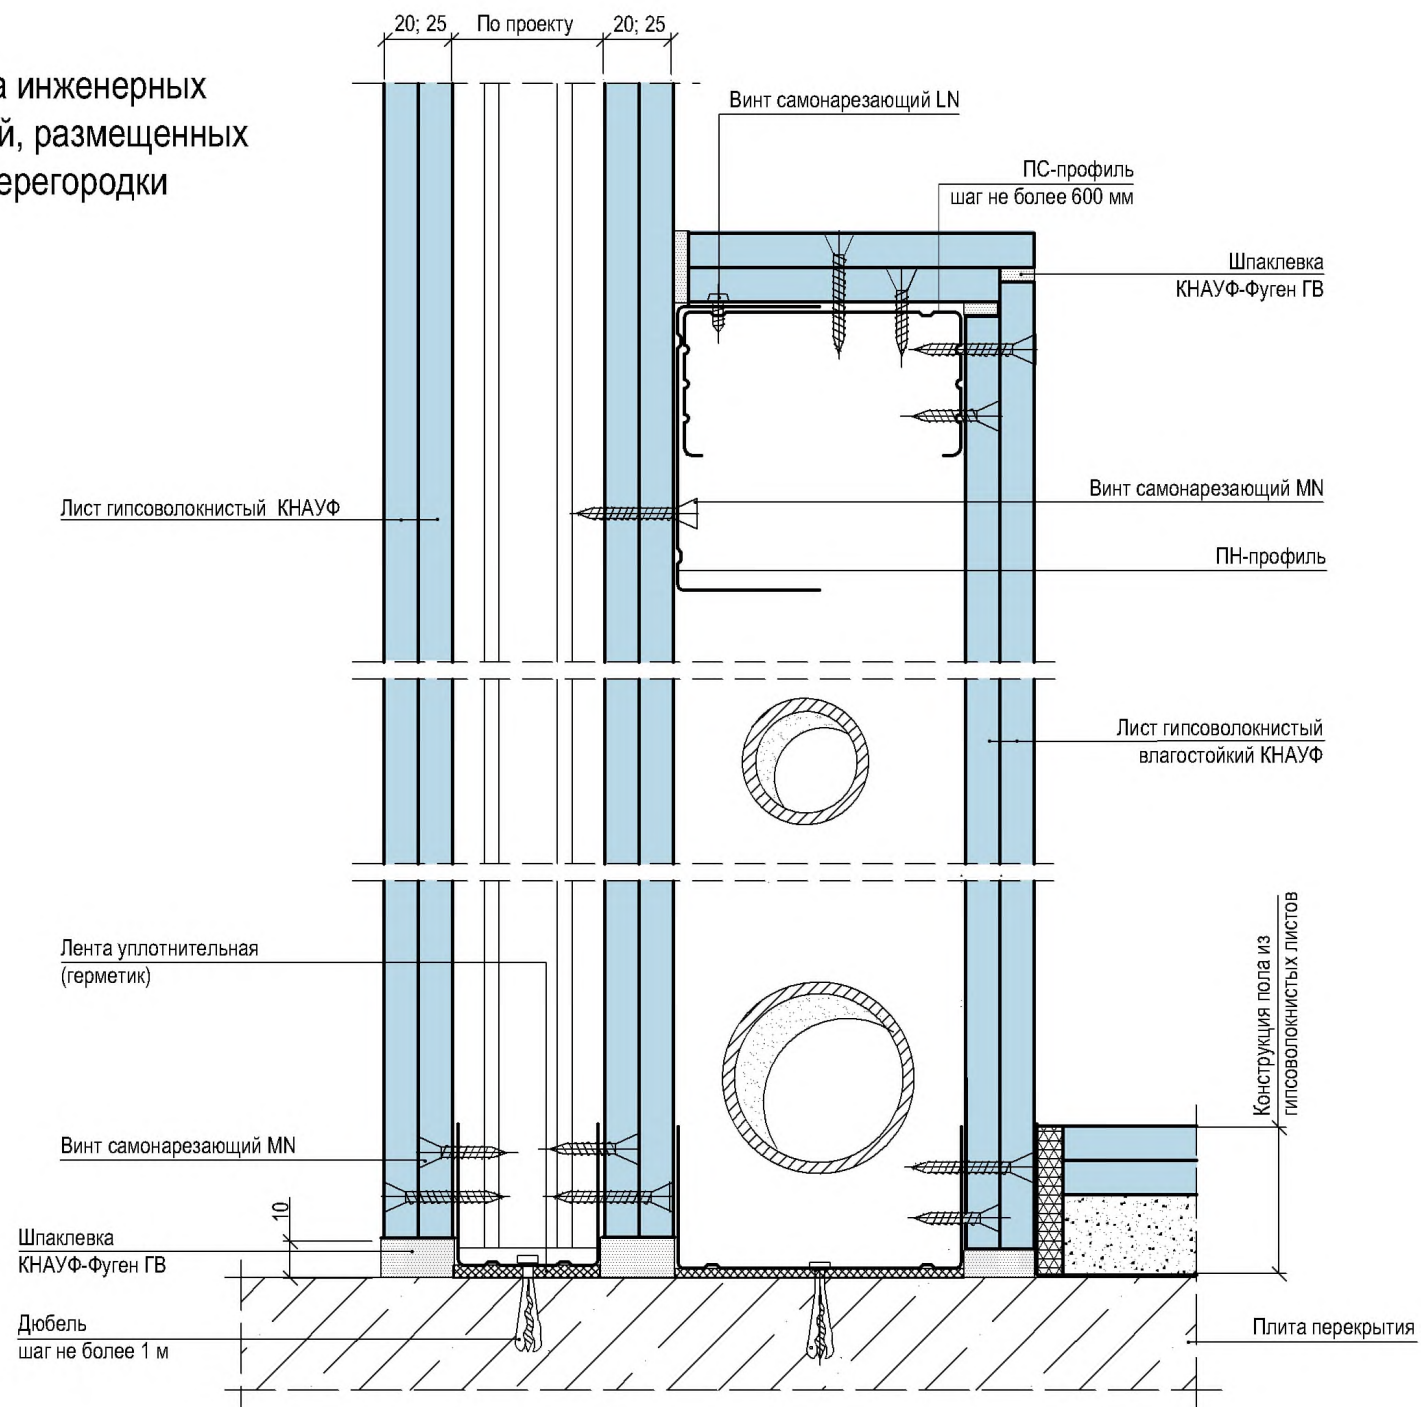 20; 25
По проекту
20; 25
а инженерных
й, размещенных
ерегородки
Винт самонарезающий LN
ПС-профиль
шаг не более 600 мм
Шпаклевка
КНАУФ-Фуген ГВ
Винт самонарезающий MN
Лист гипсоволокнистый КНАУФ
ПН-профиль
Лист гипсоволокнистый
влагостойкий КНАУФ
Лента уплотнительная
(герметик)
Конструкция пола из
гипсоволокнистых листов
Винт самонарезающий MN
10
Шпаклевка
КНАУФ-Фуген ГВ
Дюбель
шаг не более 1 м
Плита перекрытия